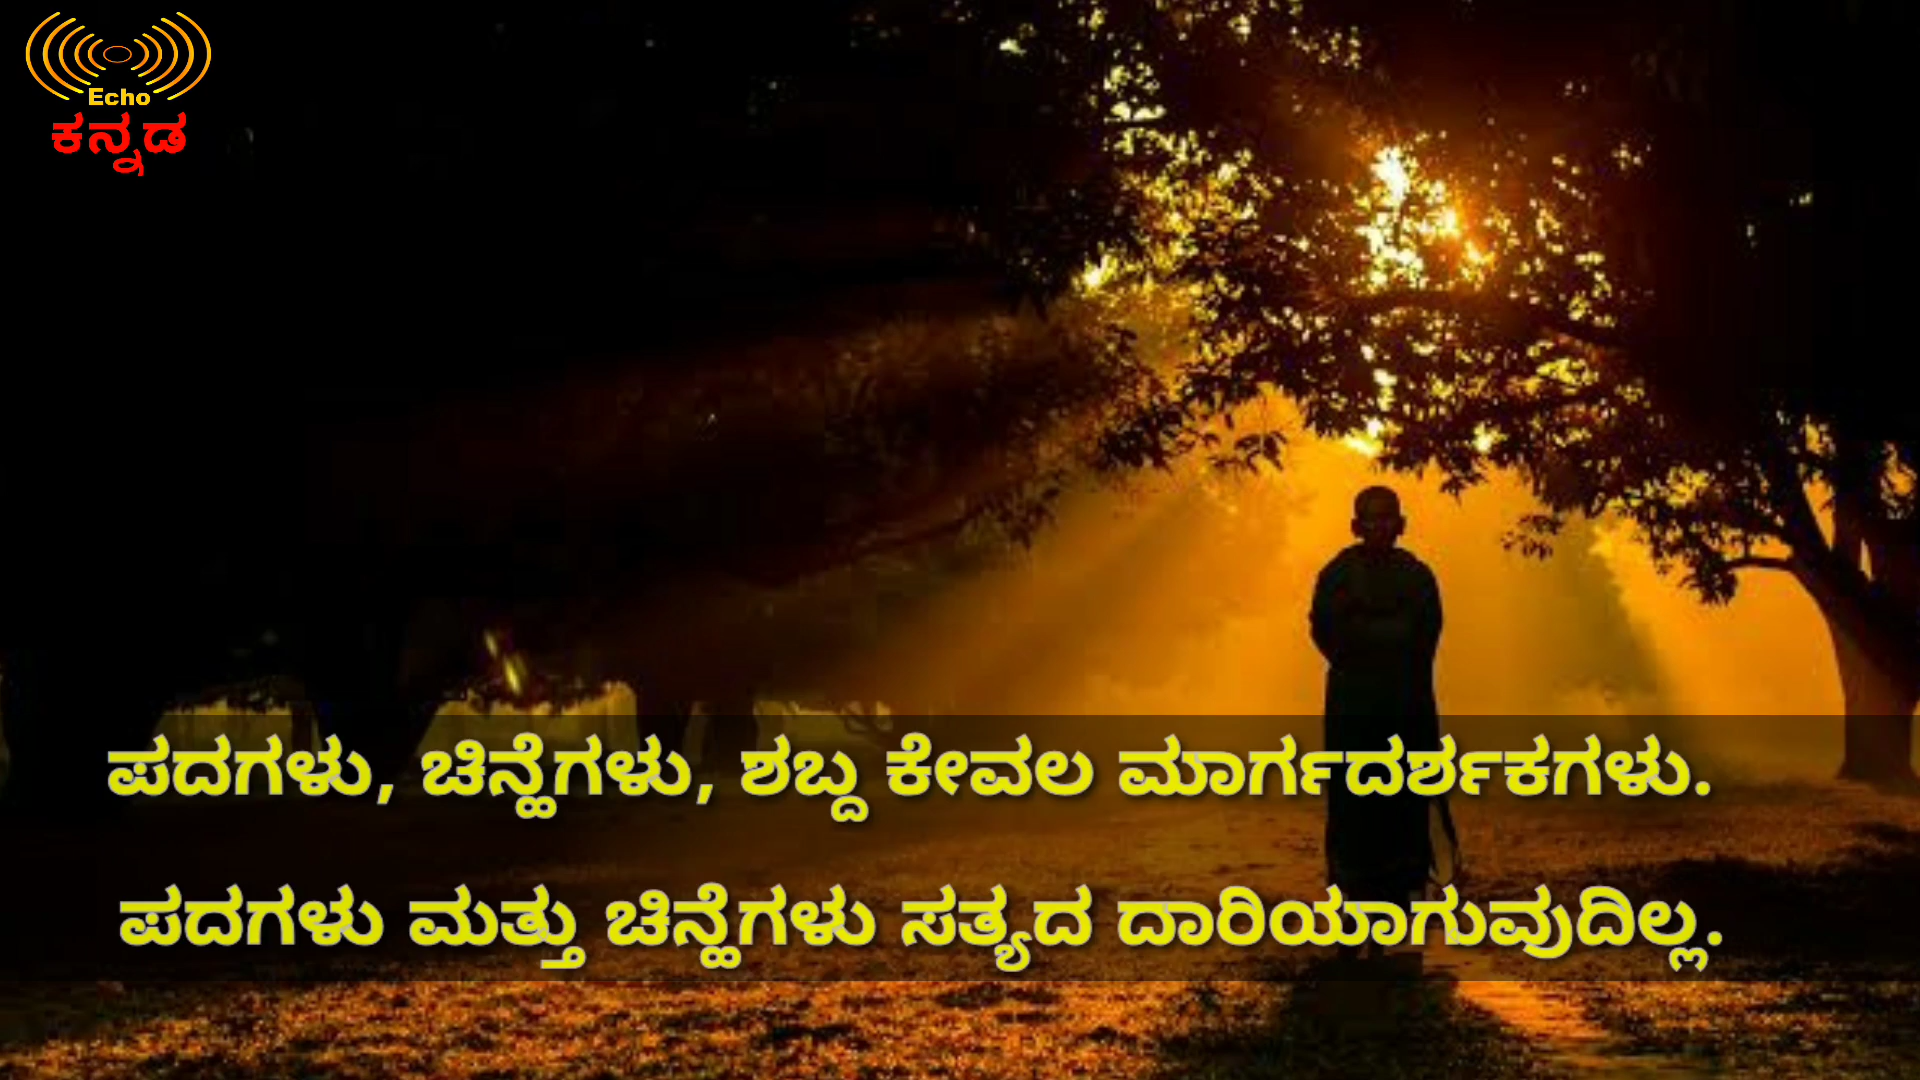 Echo
ಕನ್ನಡ
ಪದಗಳು, ಚಿನ್ಹೆಗಳು, ಶಬ್ದ ಕೇವಲ ಮಾರ್ಗದರ್ಶಕಗಳು.
ಪದಗಳು ಮತ್ತು ಚಿನ್ಹೆಗಳು ಸತ್ಯದ ದಾರಿಯಾಗುವುದಿಲ್ಲ.